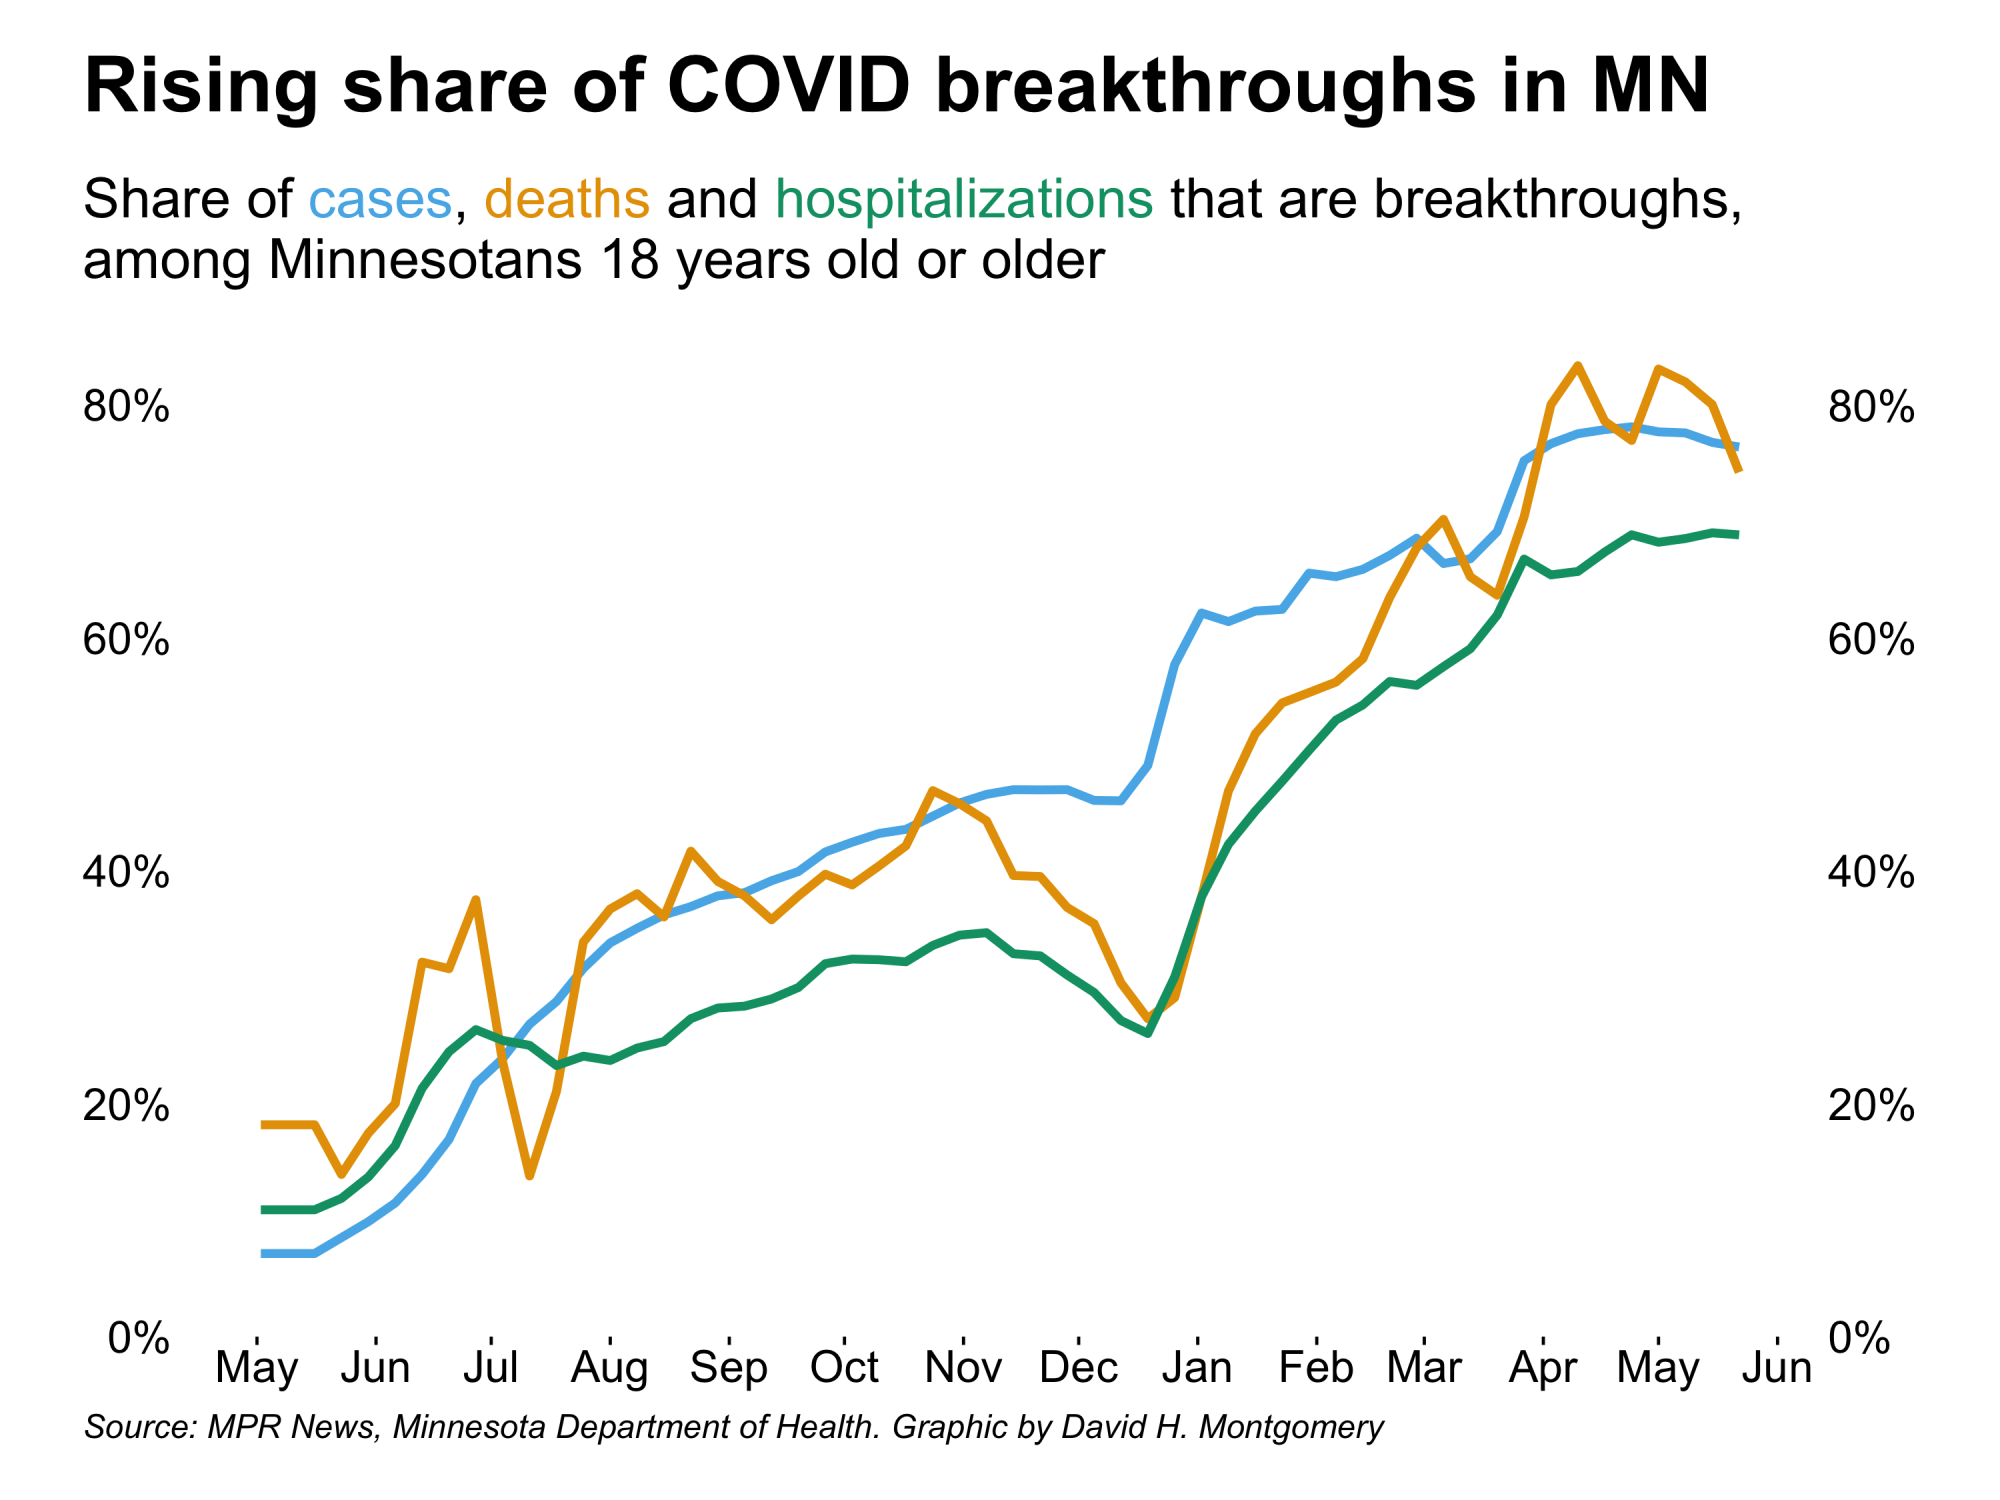 Rising share of COVID breakthroughs in MN
Share of cases, deaths and hospitalizations that are breakthroughs,
among Minnesotans 18 years old or older
80% 80%
60% 60%
40% 40%
20% 20%
0% 0%
May Jun Jul Aug Sep Oct Nov Dec Jan Feb Mar Apr May Jun
Source: MPR News, Minnesota Department of Health. Graphic by David H. Montgomery